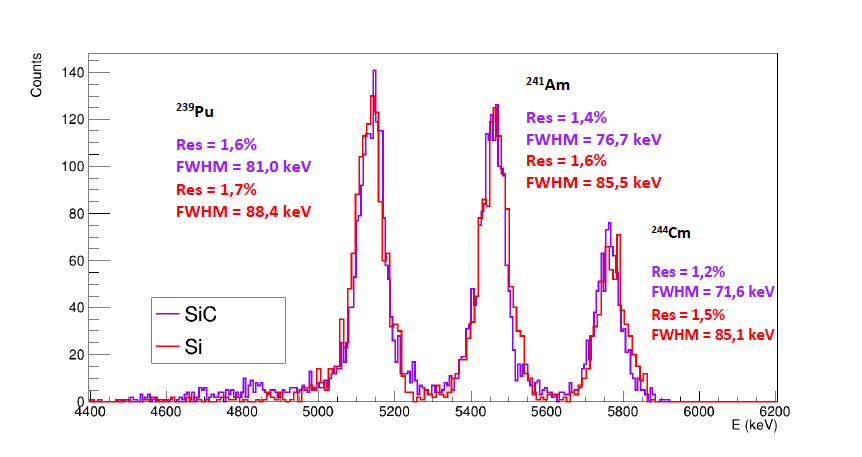 Counts
140
120
100
80
60
40
20
0
²³⁹Pu
Res = 1,6%
FWHM = 81,0 keV
Res = 1,7%
FWHM = 88,4 keV
²⁴¹Am
Res = 1,4%
FWHM = 76,7 keV
Res = 1,6%
FWHM = 85,5 keV
²⁴⁴Cm
Res = 1,2%
FWHM = 71,6 keV
Res = 1,5%
FWHM = 85,1 keV
SiC
Si
4400 4600 4800 5000 5200 5400 5600 5800 6000 6200
E (keV)